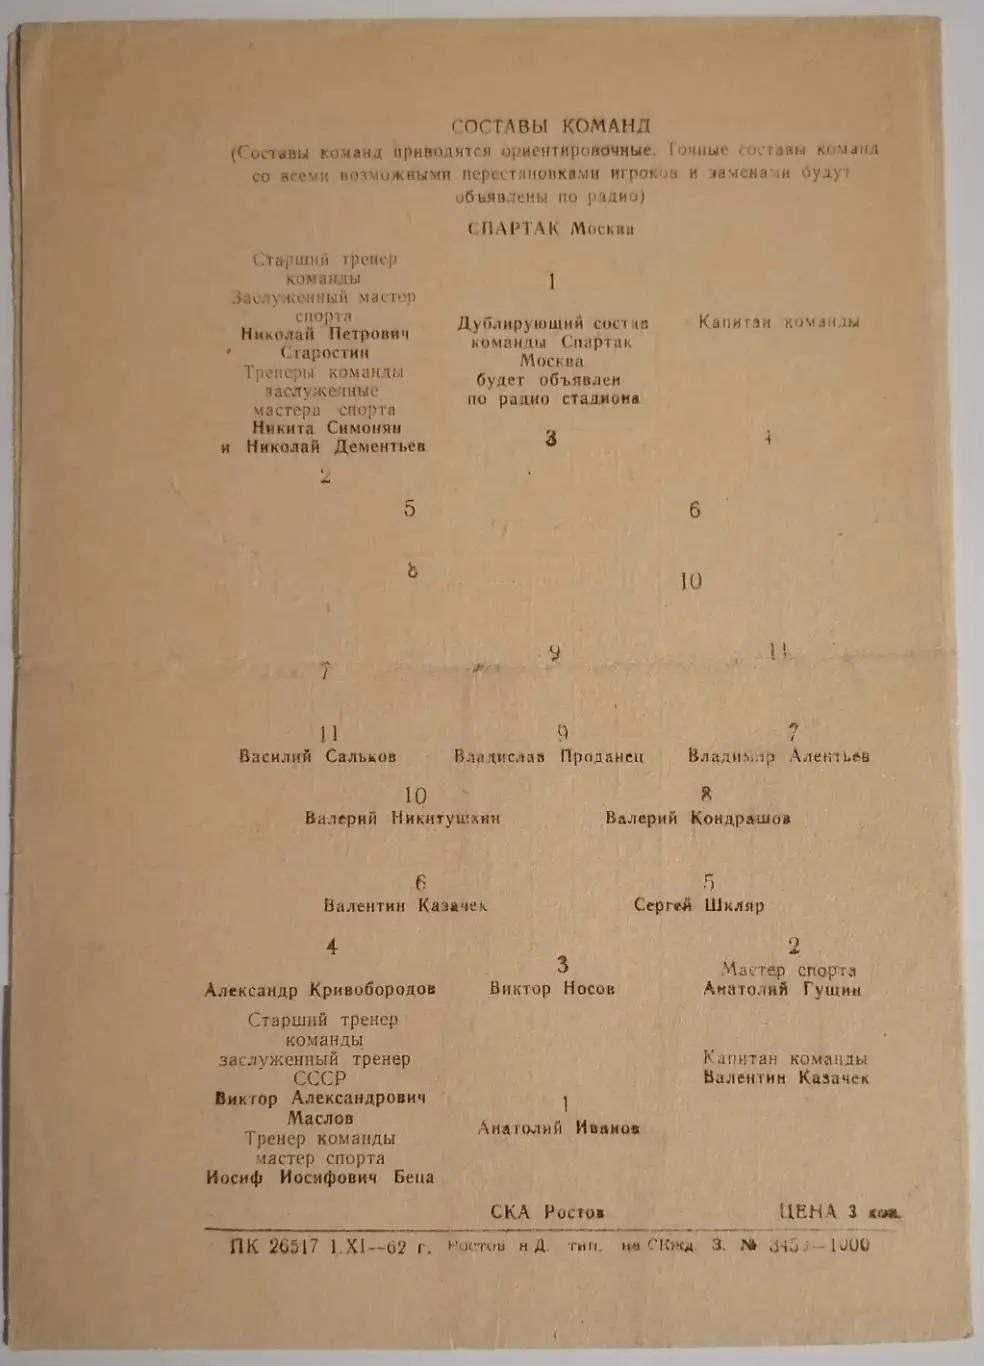 СОСТАВЫ КОМАНД
(Составы команд приводятся ориентировочные. Точные составы команд
со всеми возможными перестановками игроков и заменами будут
объявлены по радио)
СПАРТАК Москва
Старший тренер
команды
Заслуженный мастер
спорта
Николай Петрович
Старостин
Тренеры команды
заслуженные
мастера спорта
Никита Симонян
и Николай Дементьев
1
Дублирующий состав
команды Спартак
Москва
будет объявлен
по радио стадиона
Капитан команды
3
4
2
5
6
8
10
9
11
7
11
9
7
Василий Сальков
Владислав Проданец
Владимир Алентьев
10
8
Валерий Никитушкин
Валерий Кондрашов
6
5
Валентин Казачек
Сергей Шкляр
4
3
2
Мастер спорта
Александр Кривобородов
Виктор Носов
Анатолий Гущин
Старший тренер
команды
заслуженный тренер
СССР
Виктор Александрович
Маслов
Тренер команды
мастер спорта
Иосиф Иосифович Беца
Капитан команды
Валентин Казачек
1
Анатолий Иванов
СКА Ростов
ЦЕНА 3 коп.
ПК 26517 1.XI—62 г. Ростов н Д. тип. на СКжд З. № —1000